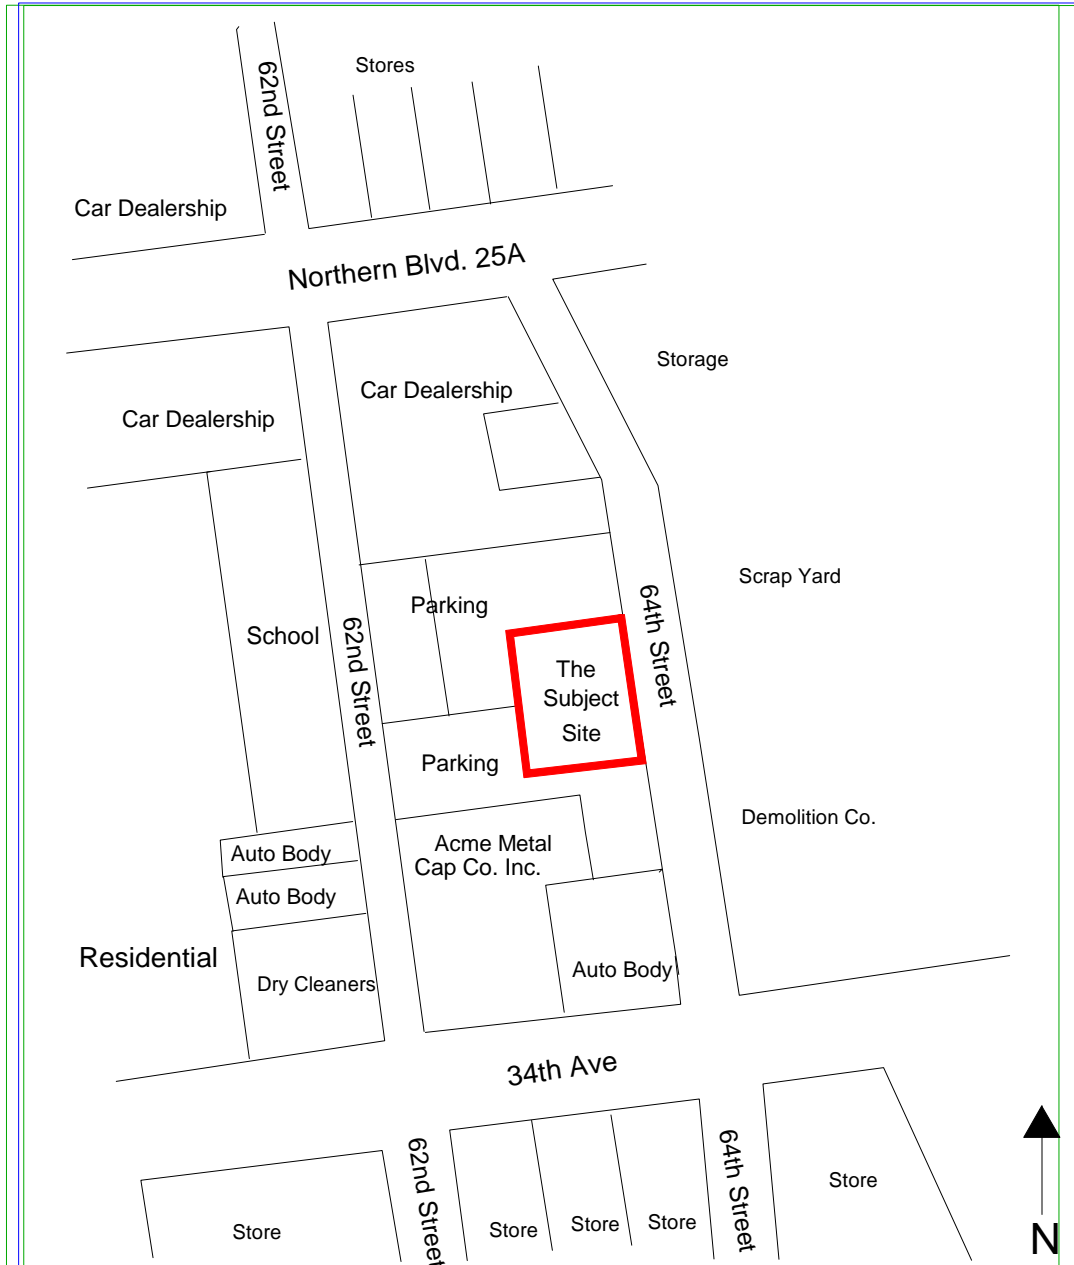 Stores
62nd Street
Car Dealership
Northern Blvd. 25A
Storage
Car Dealership
Car Dealership
Scrap Yard
Parking
64th Street
School
62nd Street
The
Subject
Site
Parking
Demolition Co.
Acme Metal
Cap Co. Inc.
Auto Body
Auto Body
Residential
Auto Body
Dry Cleaners
34th Ave
62nd Street
64th Street
Store
Store
Store
Store
Store
N